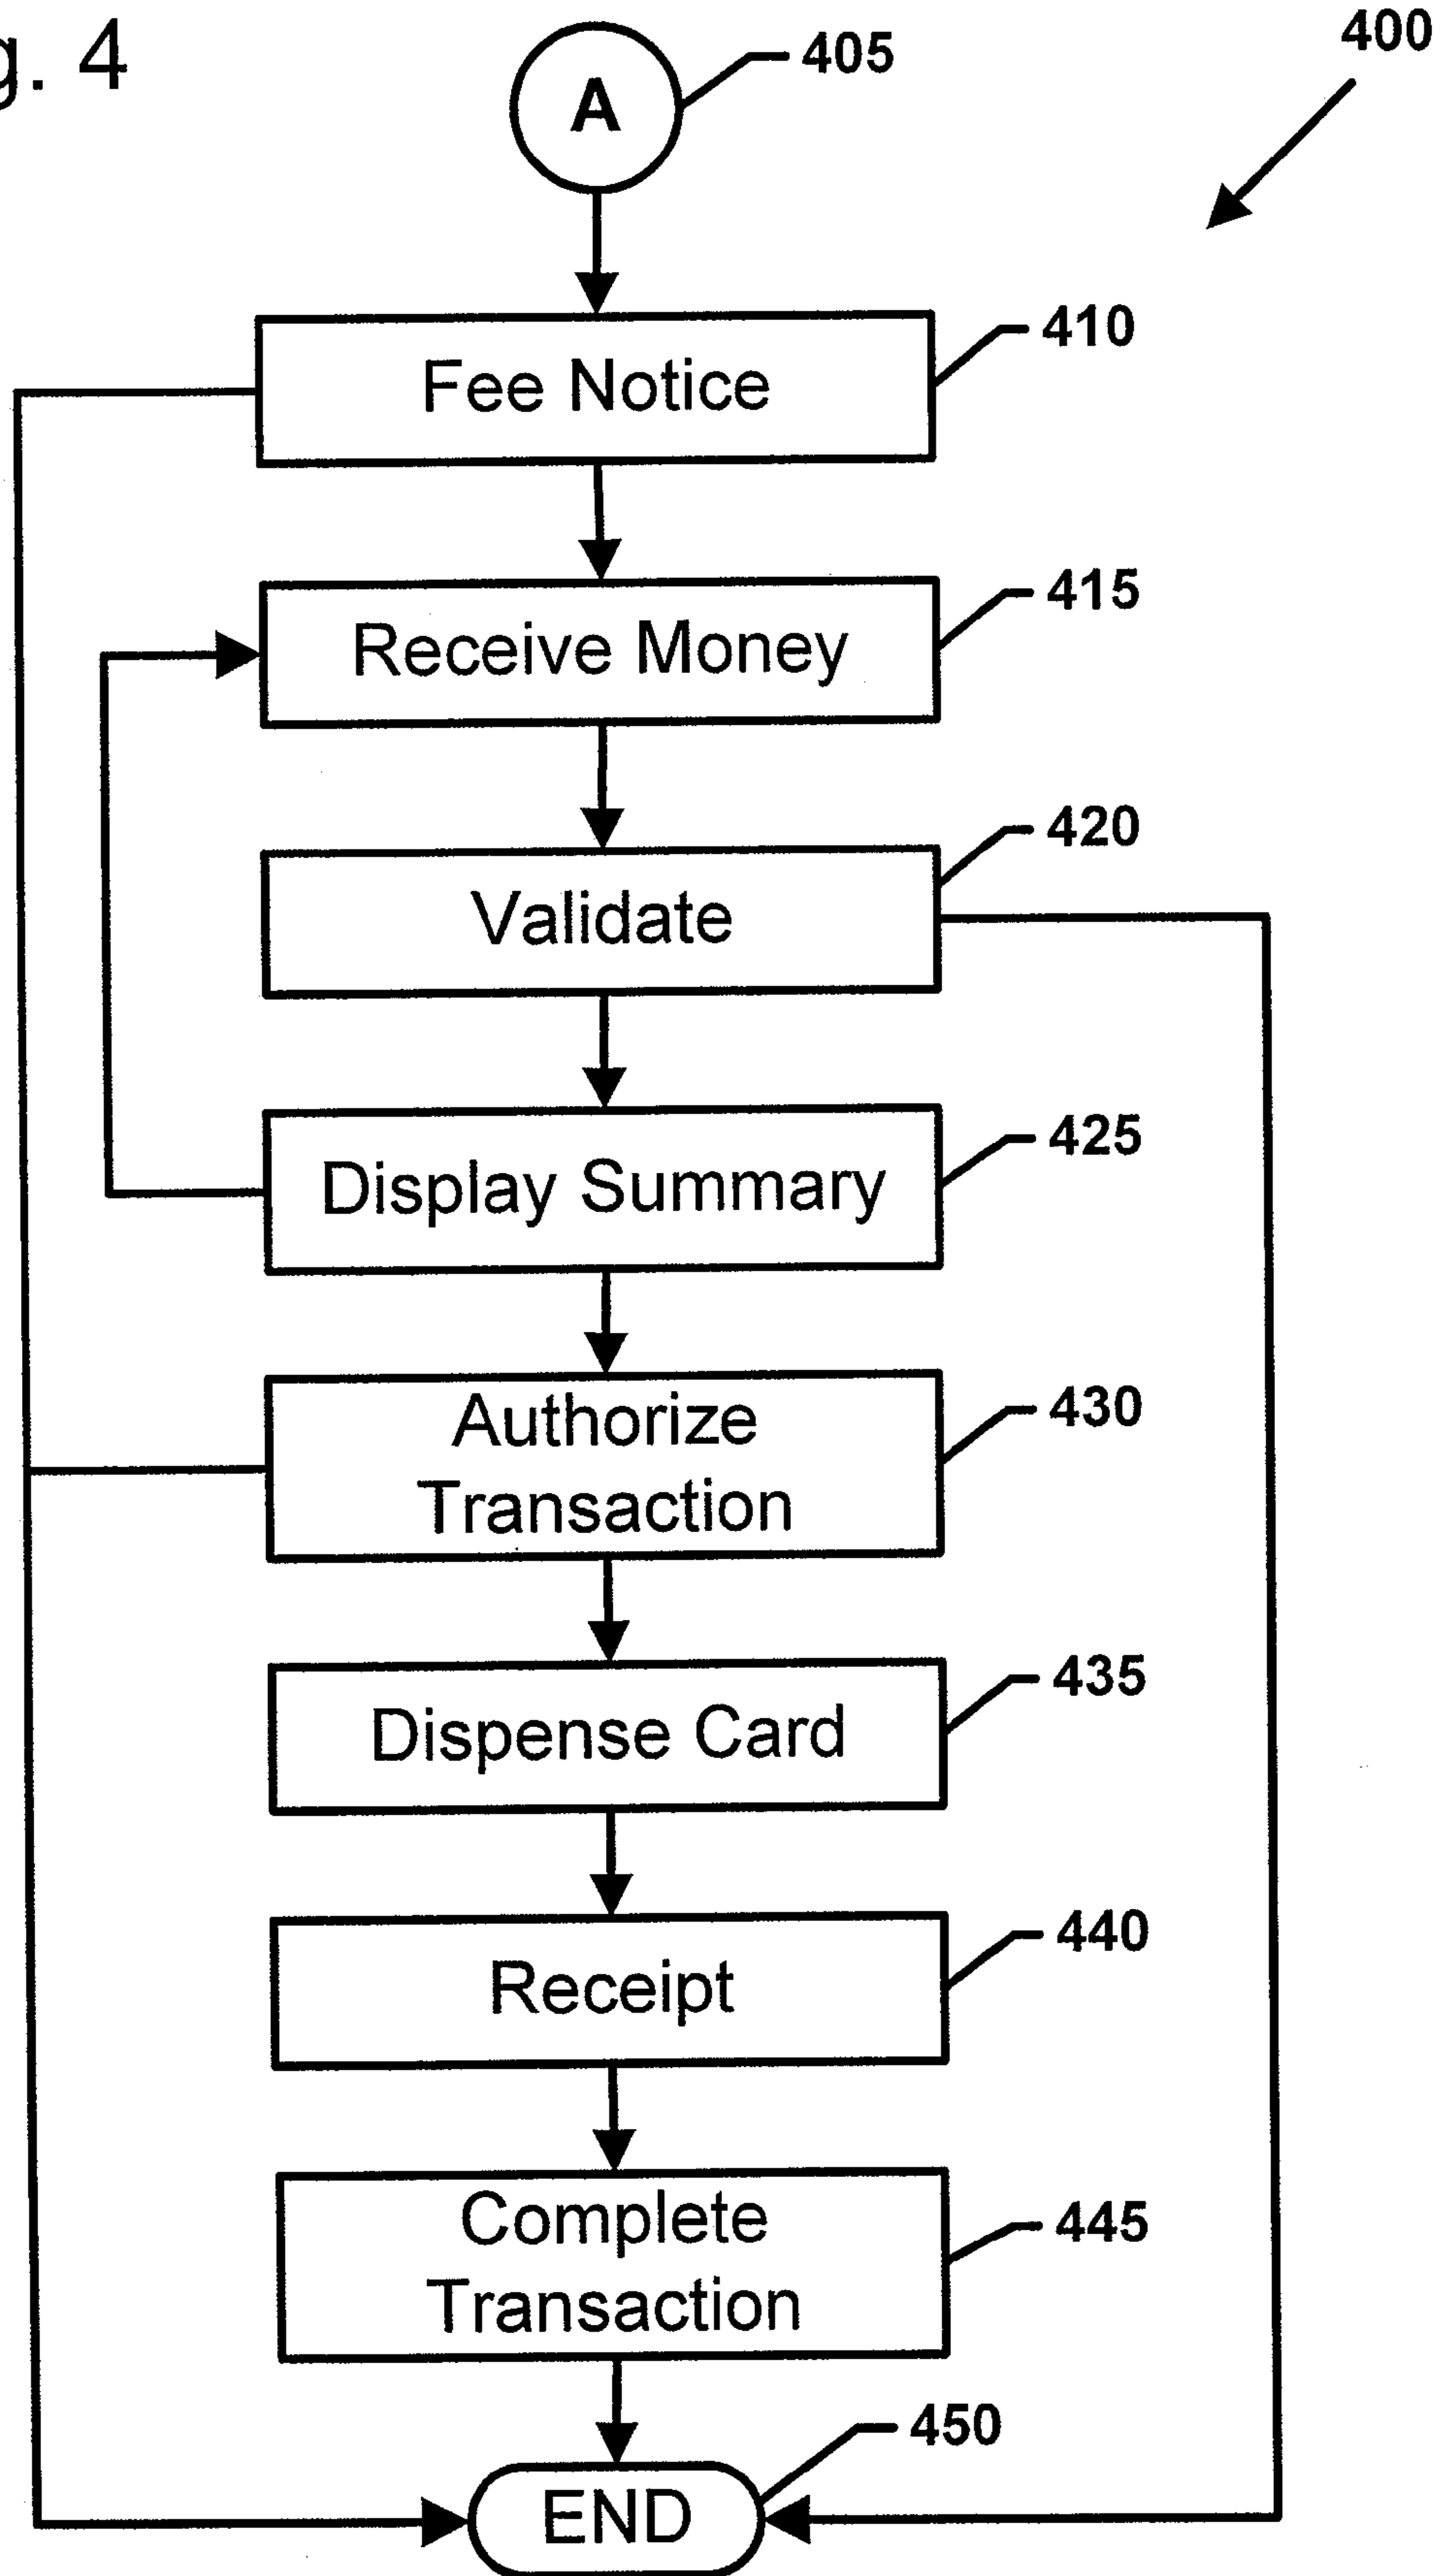 g. 4
400
A
405
Fee Notice
410
Receive Money
415
Validate
420
Display Summary
425
Authorize
Transaction
430
Dispense Card
435
Receipt
440
Complete
Transaction
445
END
450